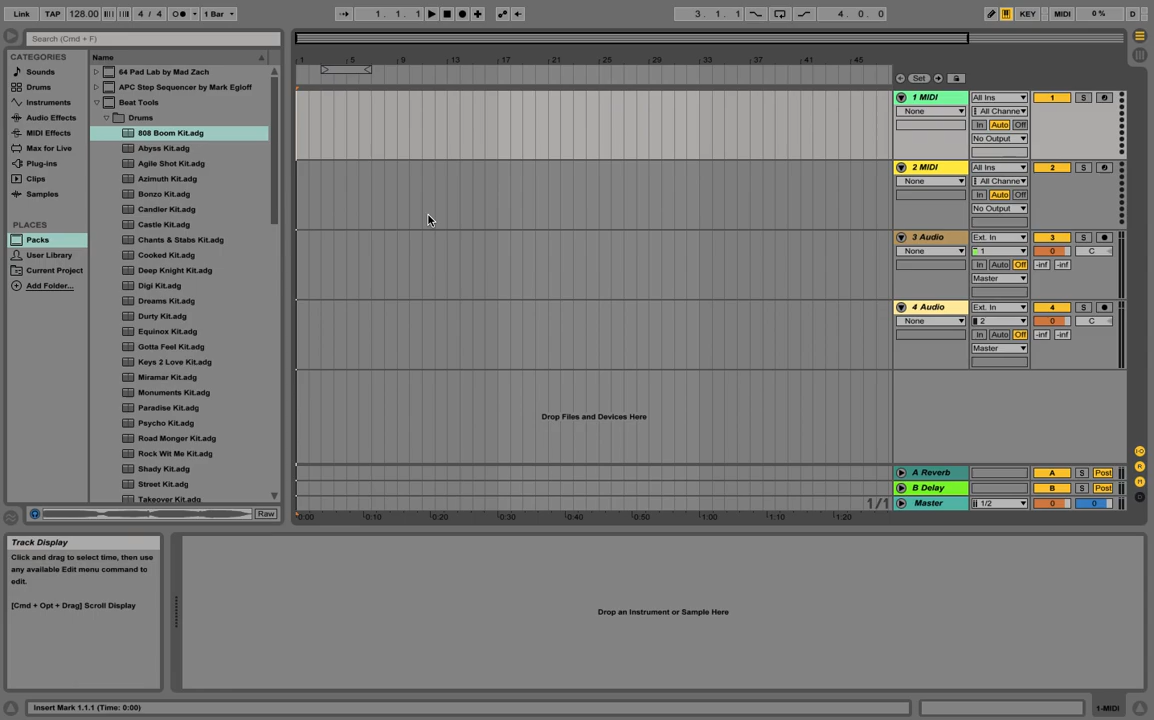 Link TAP 128.00 4 / 4 1 Bar 1. 1. 1 3. 1. 1 4. 0. 0 KEY MIDI 0 % D
Search (Cmd + F)
CATEGORIES
Sounds
Drums
Instruments
Audio Effects
MIDI Effects
Max for Live
Plug-ins
Clips
Samples
PLACES
Packs
User Library
Current Project
Add Folder...
Name
64 Pad Lab by Mad Zach
APC Step Sequencer by Mark Egloff
Beat Tools
Drums
808 Boom Kit.adg
Abyss Kit.adg
Agile Shot Kit.adg
Azimuth Kit.adg
Bonzo Kit.adg
Candler Kit.adg
Castle Kit.adg
Chants & Stabs Kit.adg
Cooked Kit.adg
Deep Knight Kit.adg
Digi Kit.adg
Dreams Kit.adg
Durty Kit.adg
Equinox Kit.adg
Gotta Feel Kit.adg
Keys 2 Love Kit.adg
Miramar Kit.adg
Monuments Kit.adg
Paradise Kit.adg
Psycho Kit.adg
Road Monger Kit.adg
Rock Wit Me Kit.adg
Shady Kit.adg
Street Kit.adg
Takeover Kit.adg
Raw
1 5 9 13 17 21 25 29 33 37 41 45
Set
1 MIDI All Ins 1 S
None All Channe
In Auto Off
No Output
2 MIDI All Ins 2 S
None All Channe
In Auto Off
No Output
3 Audio Ext. In 3 S
None 1 0 C
In Auto Off -inf -inf
Master
4 Audio Ext. In 4 S
None 2 0 C
In Auto Off -inf -inf
Master
Drop Files and Devices Here
A Reverb A S Post
B Delay B S Post
1/1 Master 1/2 0 0
0:00 0:10 0:20 0:30 0:40 0:50 1:00 1:10 1:20
Track Display
Click and drag to select time, then use
any available Edit menu command to
edit.
[Cmd + Opt + Drag] Scroll Display
Drop an Instrument or Sample Here
Insert Mark 1.1.1 (Time: 0:00)
1-MIDI